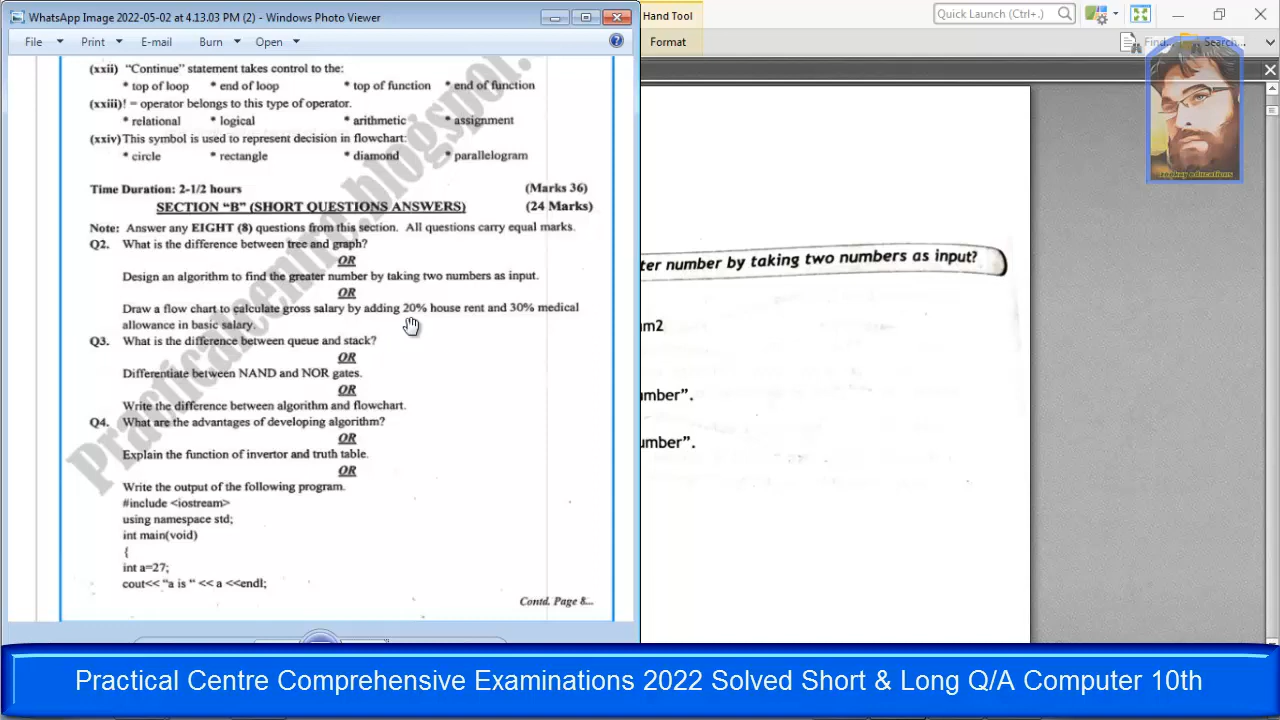 WhatsApp Image 2022-05-02 at 4.13.03 PM (2) - Windows Photo Viewer
File Print E-mail Burn Open
(xxii) “Continue” statement takes control to the:
* top of loop * end of loop * top of function * end of function
(xxiii)! = operator belongs to this type of operator.
* relational * logical * arithmetic * assignment
(xxiv)This symbol is used to represent decision in flowchart:
* circle * rectangle * diamond * parallelogram
Time Duration: 2-1/2 hours (Marks 36)
SECTION “B” (SHORT QUESTIONS ANSWERS) (24 Marks)
Note: Answer any EIGHT (8) questions from this section. All questions carry equal marks.
Q2. What is the difference between tree and graph?
OR
Design an algorithm to find the greater number by taking two numbers as input.
OR
Draw a flow chart to calculate gross salary by adding 20% house rent and 30% medical
allowance in basic salary.
Q3. What is the difference between queue and stack?
OR
Differentiate between NAND and NOR gates.
OR
Write the difference between algorithm and flowchart.
Q4. What are the advantages of developing algorithm?
OR
Explain the function of invertor and truth table.
OR
Write the output of the following program.
#include <iostream>
using namespace std;
int main(void)
{
int a=27;
cout<< "a is " << a <<endl;
Contd. Page 8...
Practicalcentre.blogspot.
Hand Tool
Quick Launch (Ctrl+.)
Format
Find... Search...
ter number by taking two numbers as input?
um2
umber”.
umber”.
Practical Centre Comprehensive Examinations 2022 Solved Short & Long Q/A Computer 10th